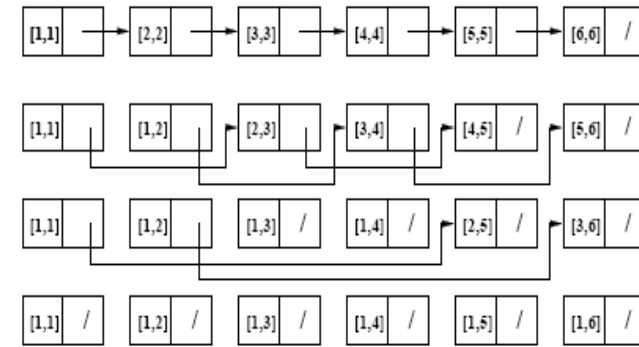 [1,1] [2,2] [3,3] [4,4] [5,5] [6,6] /
[1,1] [1,2] [2,3] [3,4] [4,5] / [5,6] /
[1,1] [1,2] [1,3] / [1,4] / [2,5] / [3,6] /
[1,1] / [1,2] / [1,3] / [1,4] / [1,5] / [1,6] /